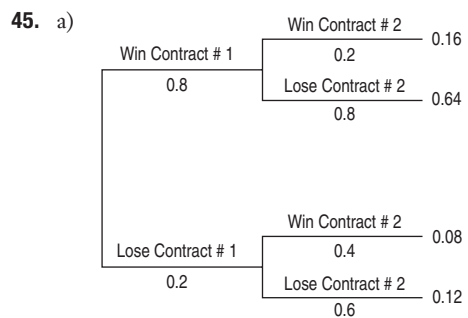 45. a)
Win Contract # 2
0.16
Win Contract # 1
0.2
0.8
Lose Contract # 2
0.64
0.8
Win Contract # 2
0.08
Lose Contract # 1
0.4
0.2
Lose Contract # 2
0.12
0.6